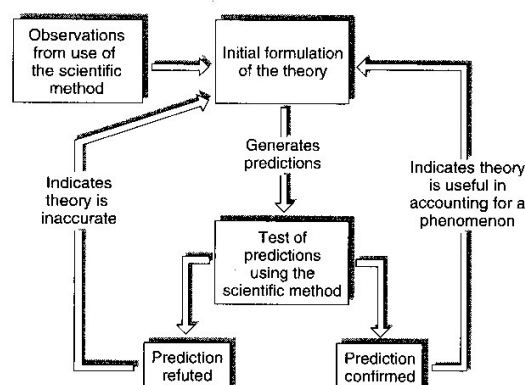 Observations
from use of
the scientific
method
Initial formulation
of the theory
Generates
predictions
Indicates
theory is
inaccurate
Indicates theory
is useful in
accounting for a
phenomenon
Test of
predictions
using the
scientific method
Prediction
refuted
Prediction
confirmed